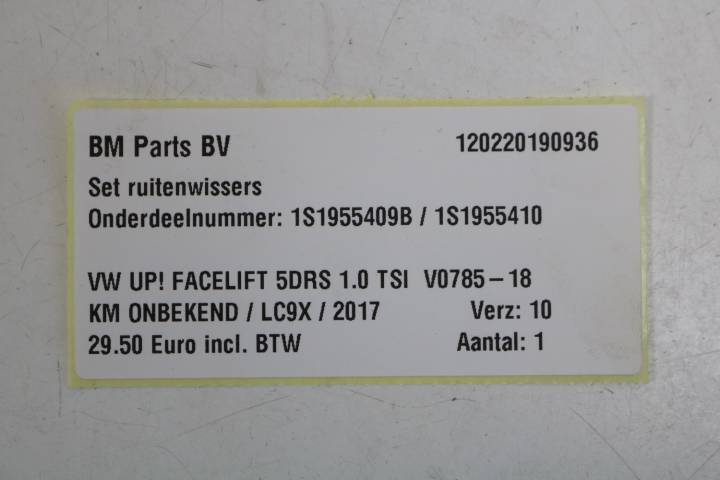 BM Parts BV 120220190936
Set ruitenwissers
Onderdeelnummer: 1S1955409B / 1S1955410
VW UP! FACELIFT 5DRS 1.0 TSI V0785-18
KM ONBEKEND / LC9X / 2017 Verz: 10
29.50 Euro incl. BTW Aantal: 1